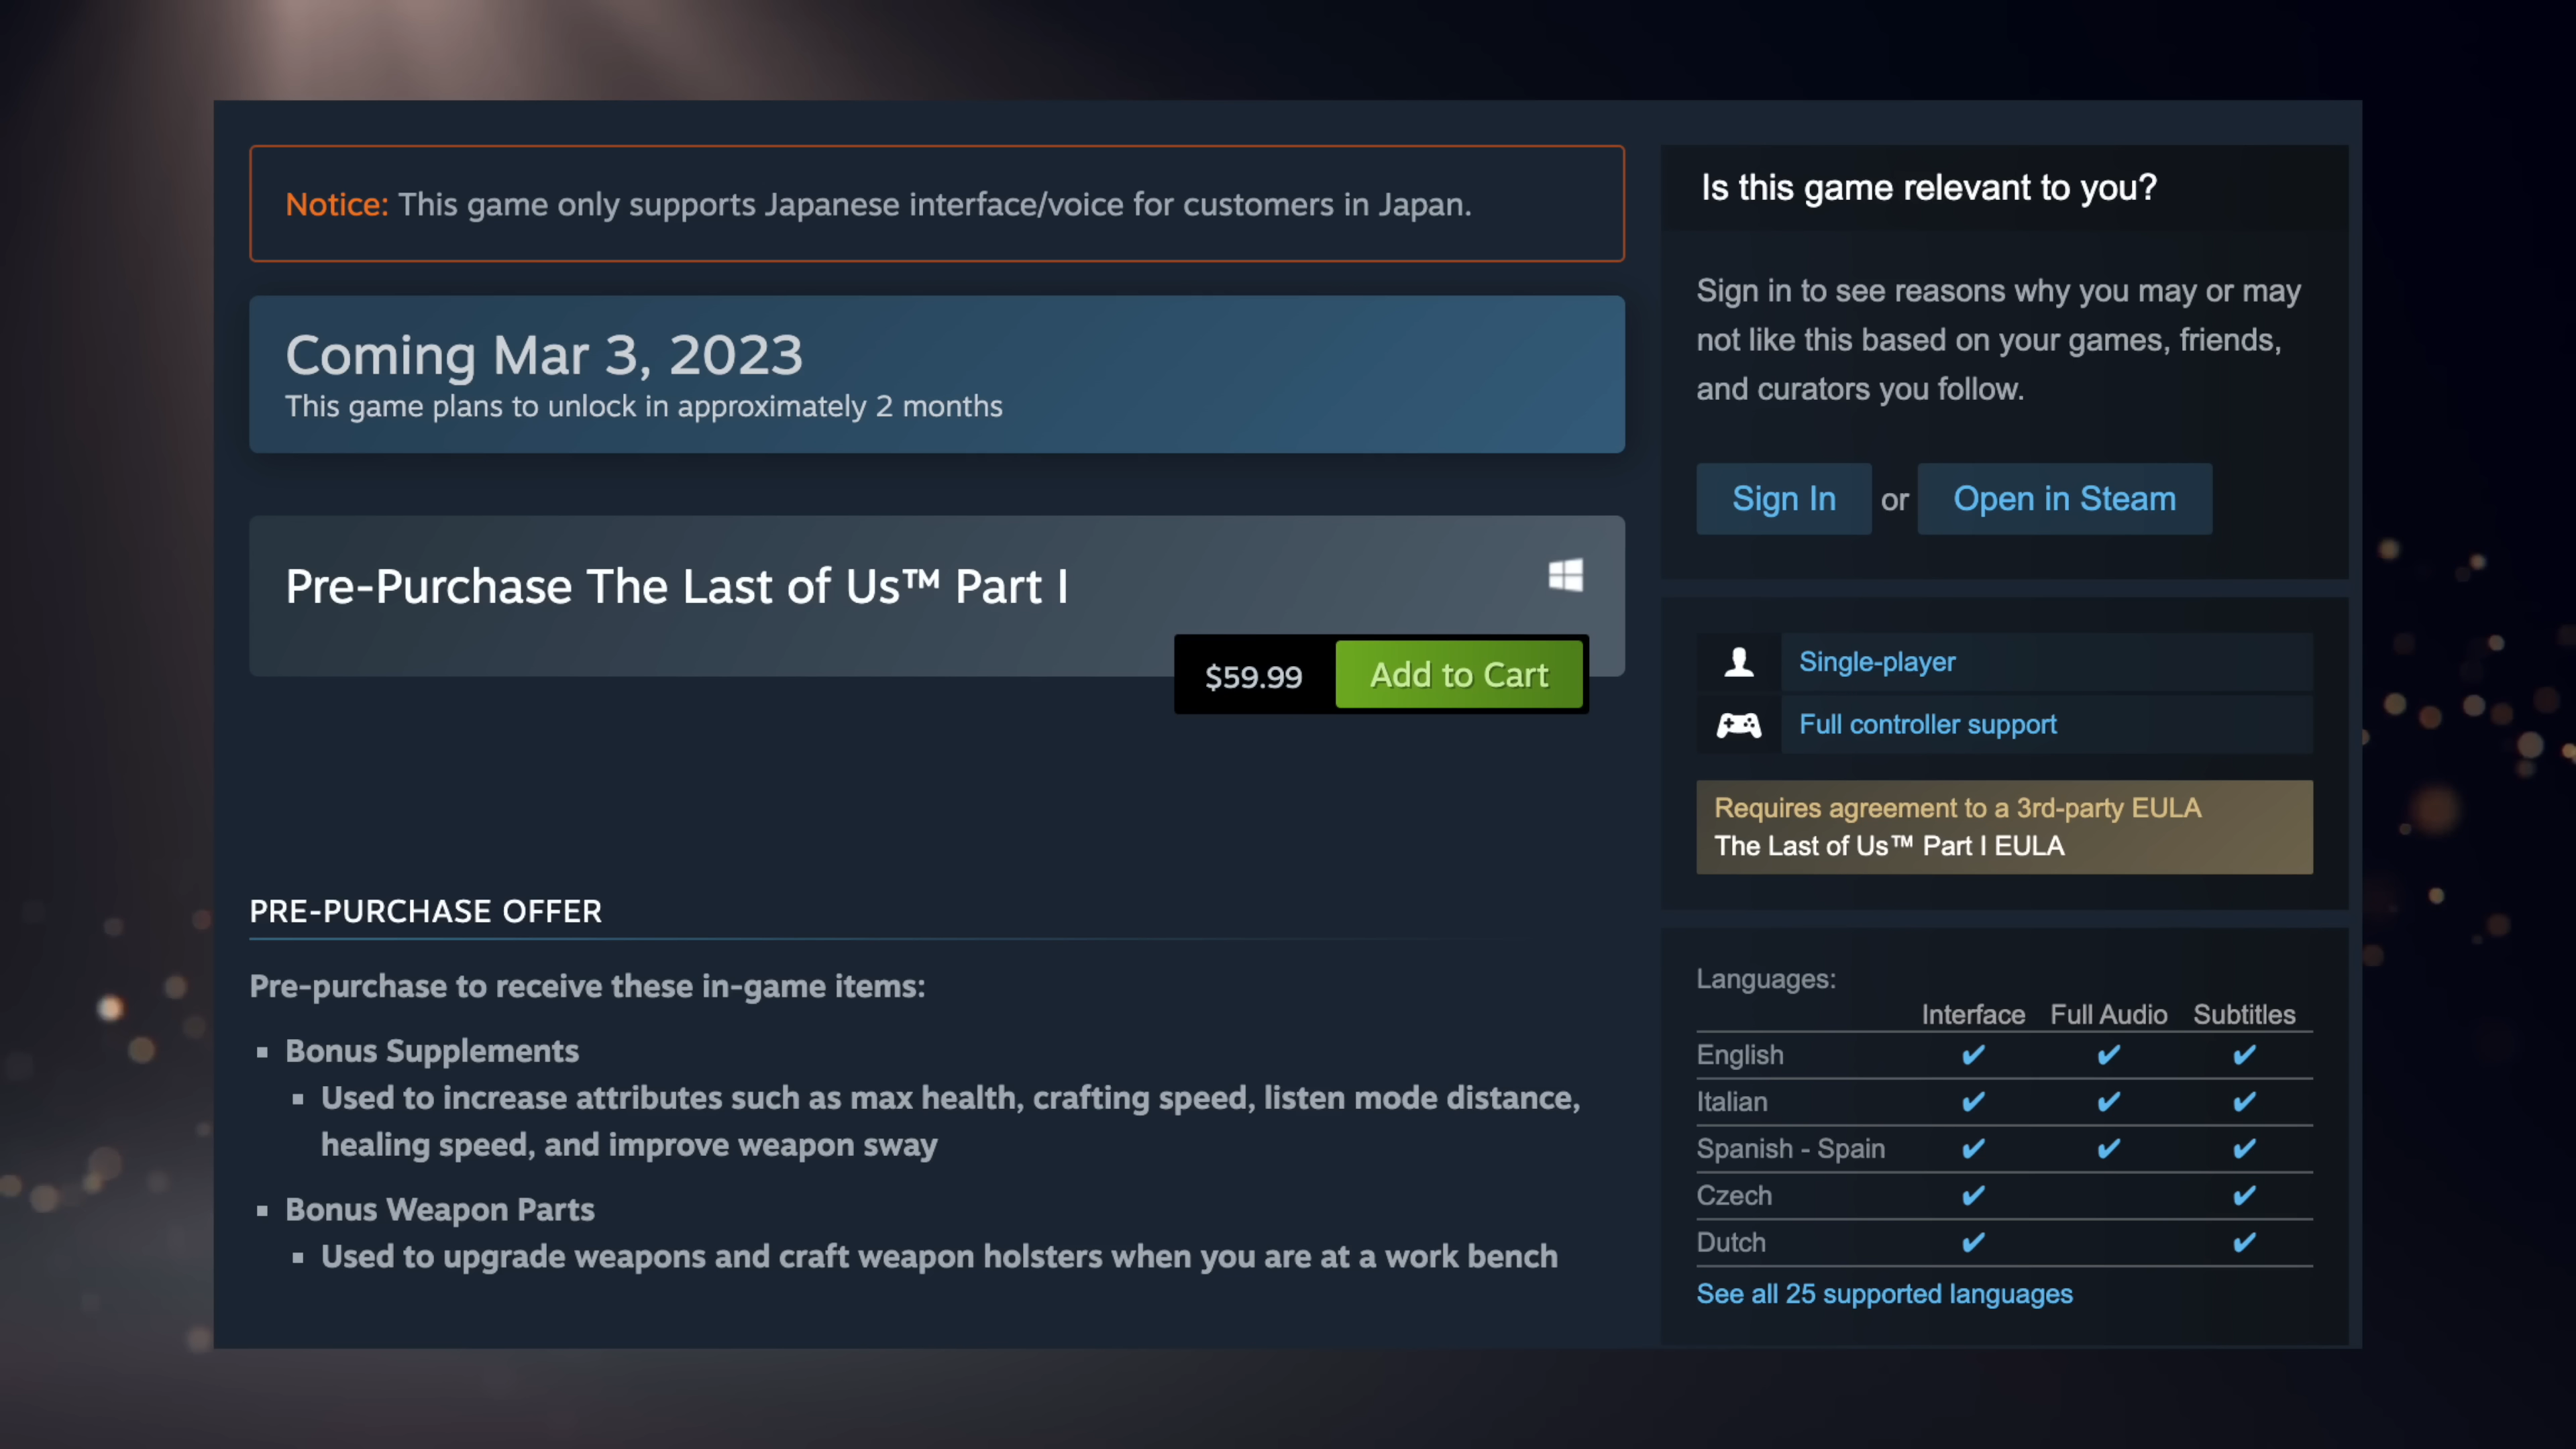 Notice: This game only supports Japanese interface/voice for customers in Japan.
Coming Mar 3, 2023
This game plans to unlock in approximately 2 months
Pre-Purchase The Last of Us™ Part I
$59.99 Add to Cart
PRE-PURCHASE OFFER
Pre-purchase to receive these in-game items:
Bonus Supplements
Used to increase attributes such as max health, crafting speed, listen mode distance,
healing speed, and improve weapon sway
Bonus Weapon Parts
Used to upgrade weapons and craft weapon holsters when you are at a work bench
Is this game relevant to you?
Sign in to see reasons why you may or may
not like this based on your games, friends,
and curators you follow.
Sign In or Open in Steam
Single-player
Full controller support
Requires agreement to a 3rd-party EULA
The Last of Us™ Part I EULA
Languages:
Interface Full Audio Subtitles
English ✔ ✔ ✔
Italian ✔ ✔ ✔
Spanish - Spain ✔ ✔ ✔
Czech ✔ ✔
Dutch ✔ ✔
See all 25 supported languages